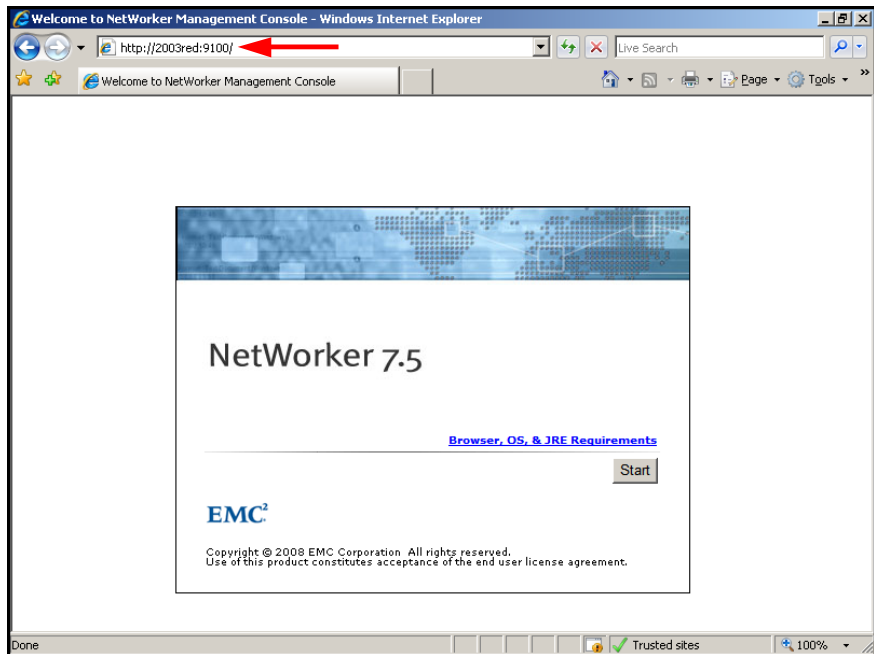 Welcome to NetWorker Management Console - Windows Internet Explorer
http://2003red:9100/
Live Search
Welcome to NetWorker Management Console
Page
Tools
»
NetWorker 7.5
Browser, OS, & JRE Requirements
Start
EMC²
Copyright © 2008 EMC Corporation All rights reserved.
Use of this product constitutes acceptance of the end user license agreement.
Done
Trusted sites
100%